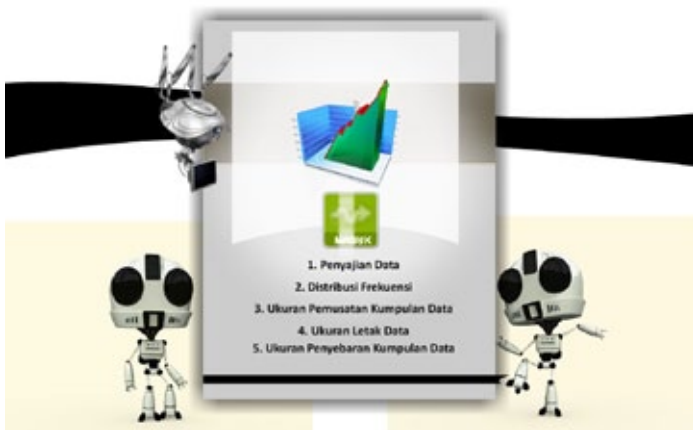 1. Penyajian Data
2. Distribusi Frekuensi
3. Ukuran Pemusatan Kumpulan Data
4. Ukuran Letak Data
5. Ukuran Penyebaran Kumpulan Data